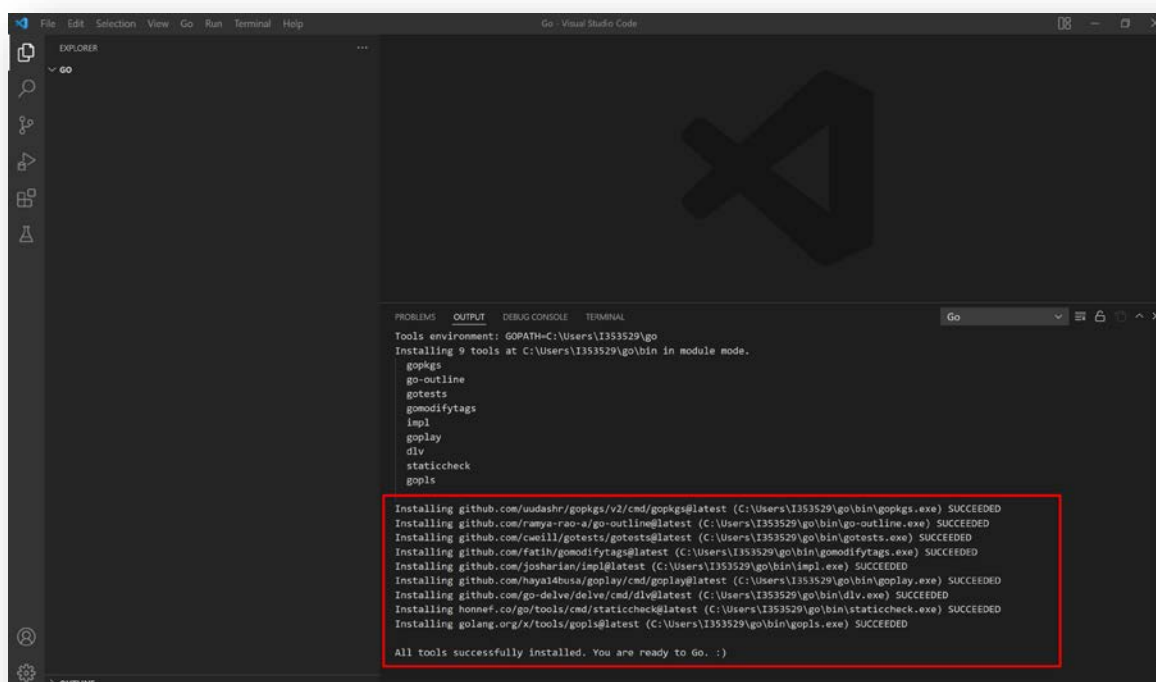 File Edit Selection View Go Run Terminal Help
Go - Visual Studio Code
EXPLORER
GO
PROBLEMS OUTPUT DEBUG CONSOLE TERMINAL
Go
Tools environment: GOPATH=C:\Users\I353529\go
Installing 9 tools at C:\Users\I353529\go\bin in module mode.
gopkgs
go-outline
gotests
gomodifytags
impl
goplay
dlv
staticcheck
gopls
Installing github.com/uudashr/gopkgs/v2/cmd/gopkgs@latest (C:\Users\I353529\go\bin\gopkgs.exe) SUCCEEDED
Installing github.com/ramya-rao-a/go-outline@latest (C:\Users\I353529\go\bin\go-outline.exe) SUCCEEDED
Installing github.com/cweill/gotests/gotests@latest (C:\Users\I353529\go\bin\gotests.exe) SUCCEEDED
Installing github.com/fatih/gomodifytags@latest (C:\Users\I353529\go\bin\gomodifytags.exe) SUCCEEDED
Installing github.com/josharian/impl@latest (C:\Users\I353529\go\bin\impl.exe) SUCCEEDED
Installing github.com/haya14busa/goplay/cmd/goplay@latest (C:\Users\I353529\go\bin\goplay.exe) SUCCEEDED
Installing github.com/go-delve/delve/cmd/dlv@latest (C:\Users\I353529\go\bin\dlv.exe) SUCCEEDED
Installing honnef.co/go/tools/cmd/staticcheck@latest (C:\Users\I353529\go\bin\staticcheck.exe) SUCCEEDED
Installing golang.org/x/tools/gopls@latest (C:\Users\I353529\go\bin\gopls.exe) SUCCEEDED
All tools successfully installed. You are ready to Go. :)